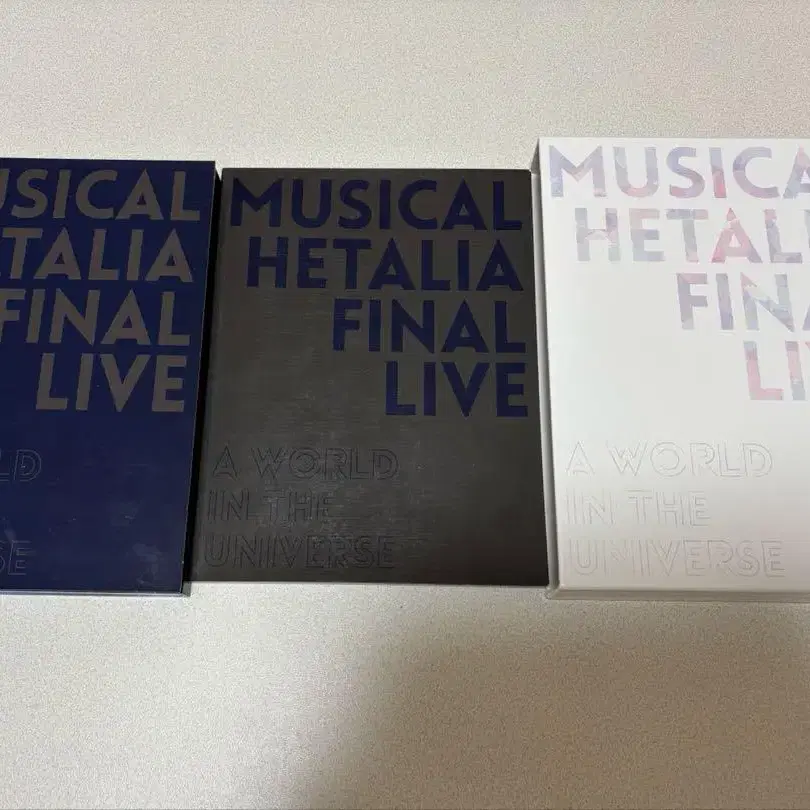 USICAL
ETALIA
FINAL
LIVE
LD
SE
MUSICAL
HETALIA
FINAL
LIVE
A WORLD
IN THE
UNIVERSE
MUSICA
HETALI
FINA
LI
A WORLD
IN THE
UNIVERSE